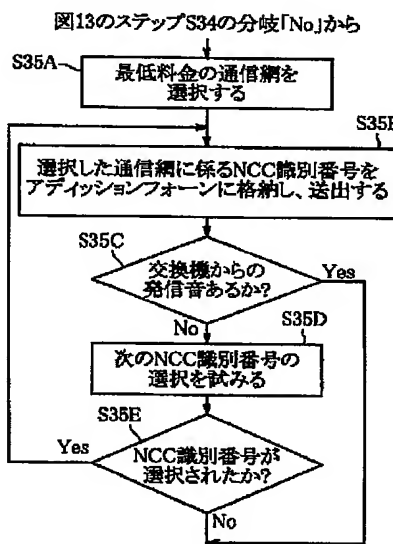 図13のステップS34の分岐「No」から
S35A
最低料金の通信網を
選択する
選択した通信網に係るNCC識別番号を
アディッションフォーンに格納し、送出する
S35C
交換機からの
発信音あるか?
Yes
No
S35D
次のNCC識別番号の
選択を試みる
S35E
Yes
NCC識別番号が
選択されたか?
No